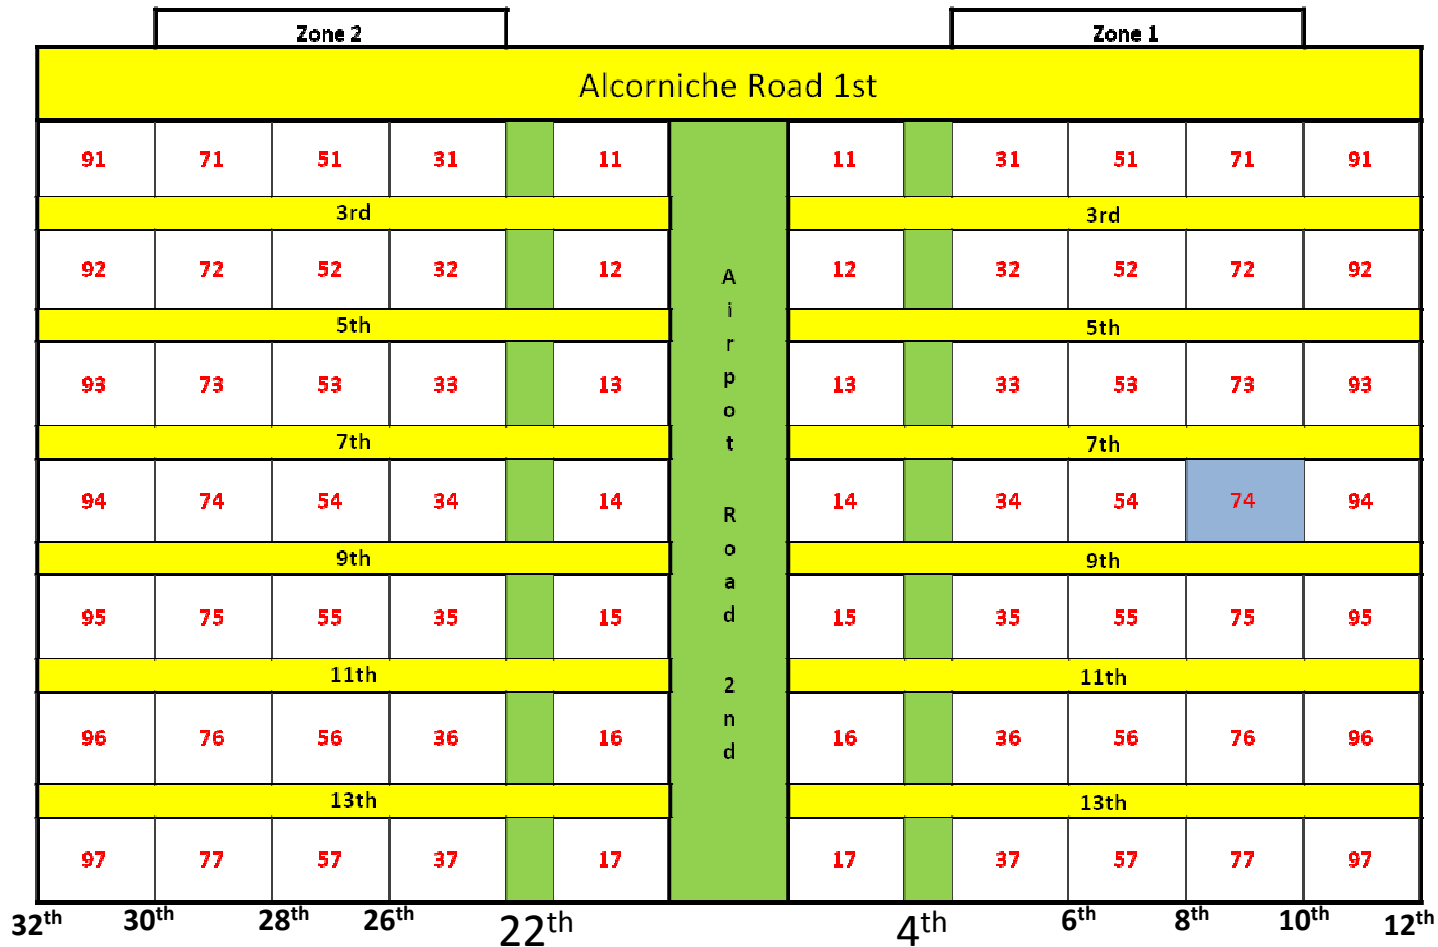 Zone 2 Zone 1
Alcorniche Road 1st
91 71 51 31 11 11 31 51 71 91
3rd 3rd
92 72 52 32 12 12 32 52 72 92
5th 5th
93 73 53 33 13 13 33 53 73 93
7th 7th
94 74 54 34 14 14 34 54 74 94
9th 9th
95 75 55 35 15 15 35 55 75 95
11th 11th
96 76 56 36 16 16 36 56 76 96
13th 13th
97 77 57 37 17 17 37 57 77 97
Airpot Road 2nd
32th 30th 28th 26th 22th 4th 6th 8th 10th 12th